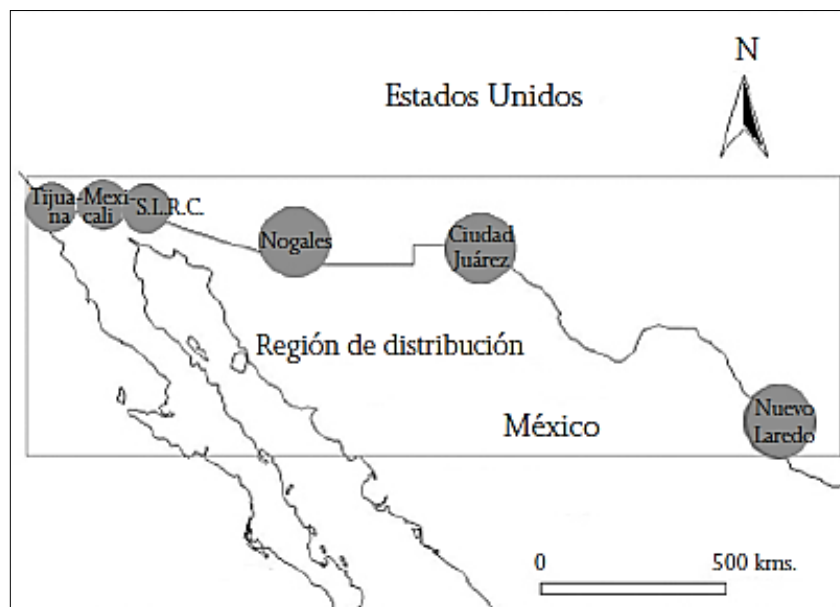 N
Estados Unidos
Tijua-
na
Mexi-
cali
S.L.R.C.
Nogales
Ciudad
Juárez
Región de distribución
México
Nuevo
Laredo
0
500 kms.